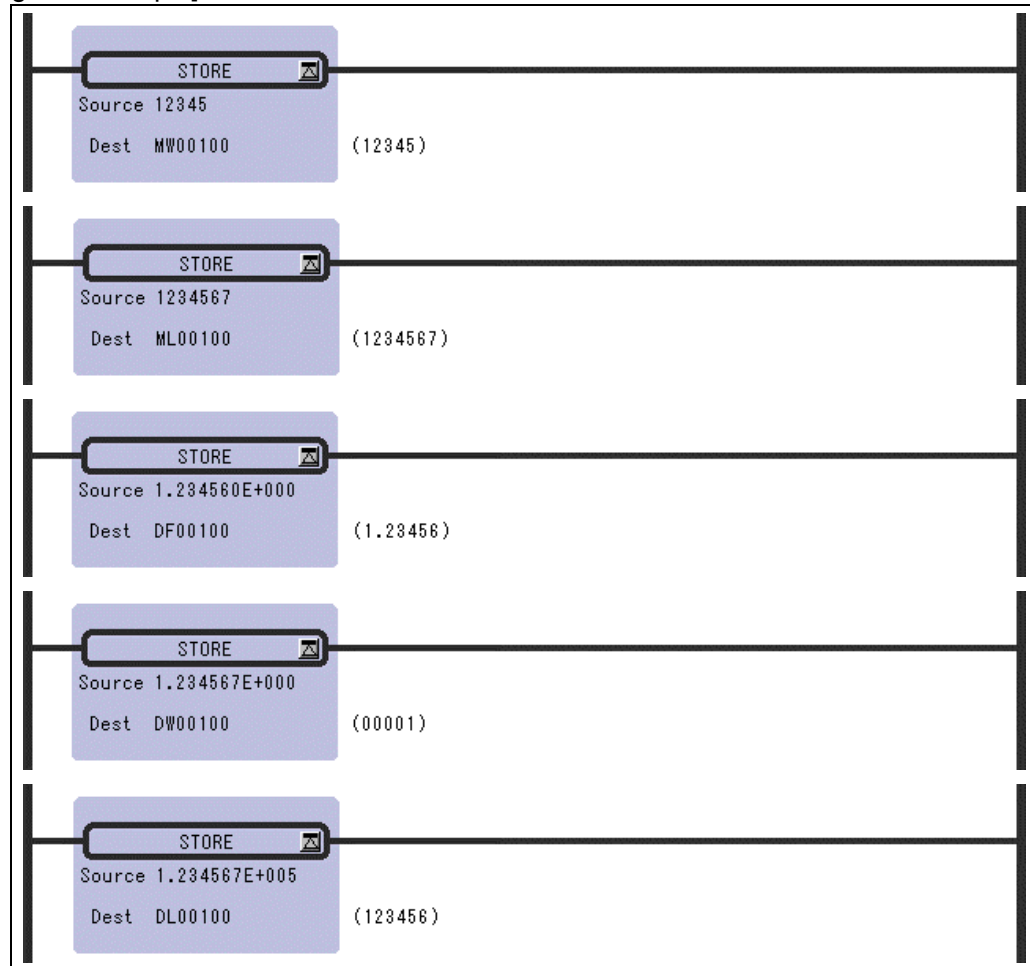 STORE
Source 12345
Dest MW00100 (12345)
STORE
Source 1234567
Dest ML00100 (1234567)
STORE
Source 1.234560E+000
Dest DF00100 (1.23456)
STORE
Source 1.234567E+000
Dest DW00100 (00001)
STORE
Source 1.234567E+005
Dest DL00100 (123456)